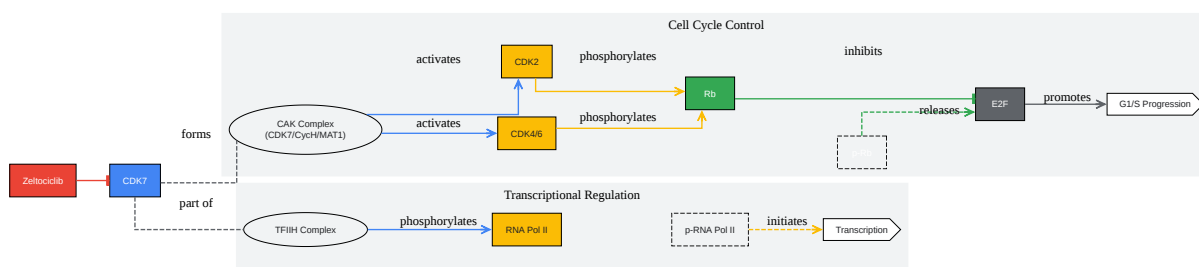 Cell Cycle Control
activates
CDK2
phosphorylates
inhibits
Rb
E2F
promotes
G1/S Progression
releases
CAK Complex
(CDK7/CycH/MAT1)
activates
CDK4/6
phosphorylates
forms
p-Rb
Zeltociclib
CDK7
part of
Transcriptional Regulation
TFIIH Complex
phosphorylates
RNA Pol II
p-RNA Pol II
initiates
Transcription